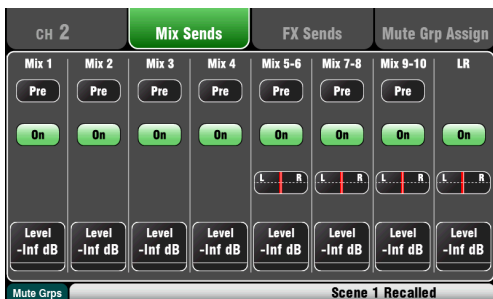 CH 2 Mix Sends FX Sends Mute Grp Assign
Mix 1 Mix 2 Mix 3 Mix 4 Mix 5-6 Mix 7-8 Mix 9-10 LR
Pre Pre Pre Pre Pre Pre Pre
On On On On On On On On
L R L R L R L R
Level Level Level Level Level Level Level Level
-Inf dB -Inf dB -Inf dB -Inf dB -Inf dB -Inf dB -Inf dB -Inf dB
Mute Grps Scene 1 Recalled